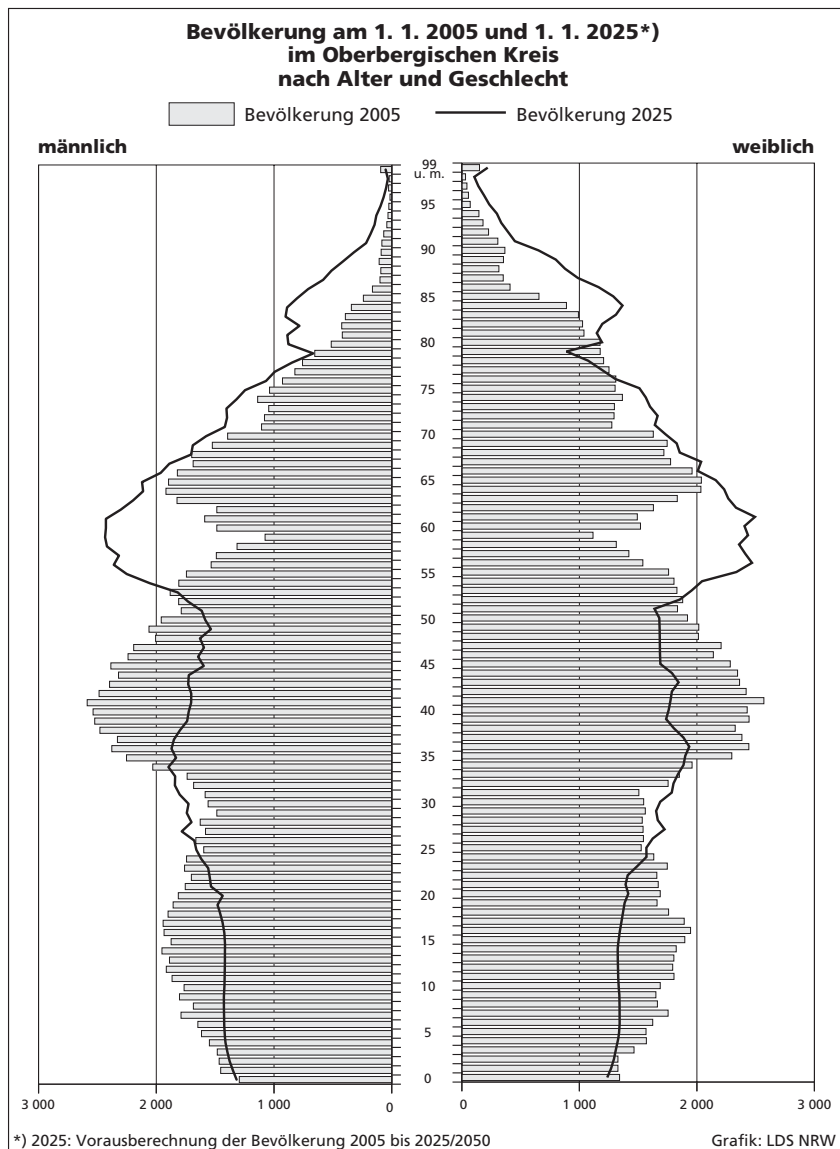 Bevölkerung am 1. 1. 2005 und 1. 1. 2025*)
im Oberbergischen Kreis
nach Alter und Geschlecht
Bevölkerung 2005 Bevölkerung 2025
männlich weiblich
99
u. m.
95
90
85
80
75
70
65
60
55
50
45
40
35
30
25
20
15
10
5
0
3 000 2 000 1 000 0 0 1 000 2 000 3 000
*) 2025: Vorausberechnung der Bevölkerung 2005 bis 2025/2050 Grafik: LDS NRW